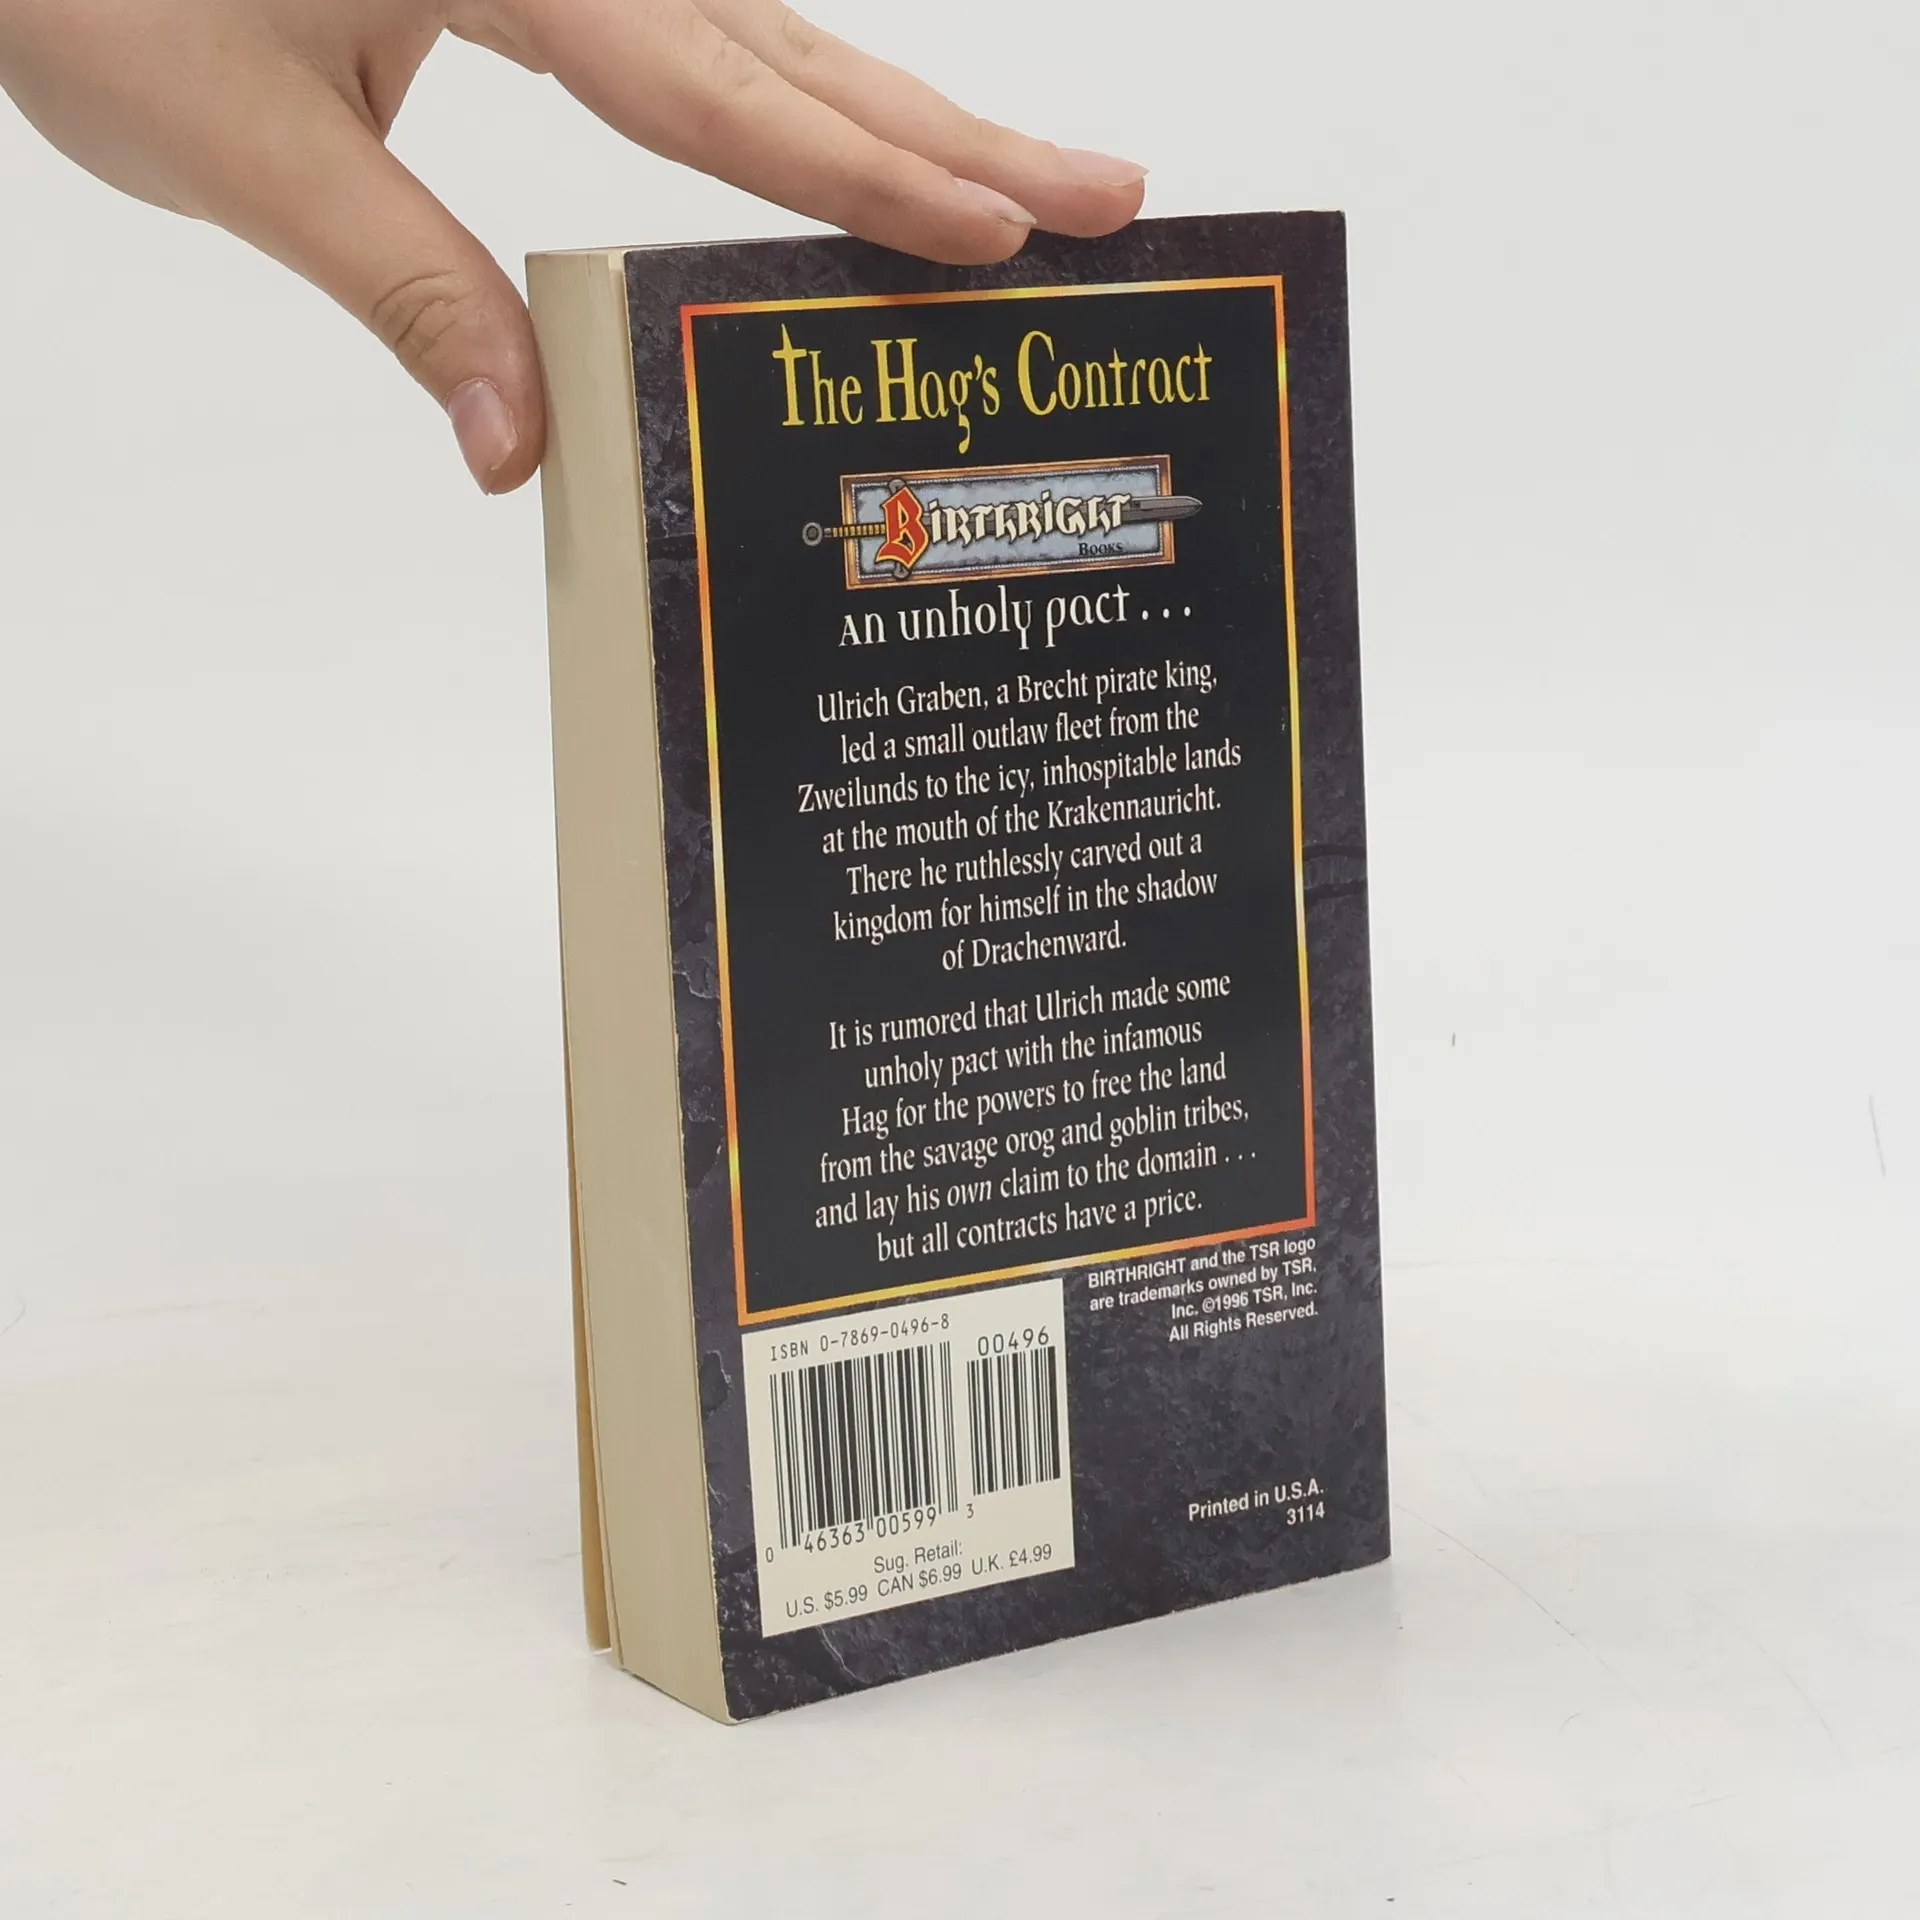 The Hag's Contract
BIRTHRIGHT
BOOKS
An unholy pact . . .
Ulrich Graben, a Brecht pirate king,
led a small outlaw fleet from the
Zweilunds to the icy, inhospitable lands
at the mouth of the Krakennauricht.
There he ruthlessly carved out a
kingdom for himself in the shadow
of Drachenward.
It is rumored that Ulrich made some
unholy pact with the infamous
Hag for the powers to free the land
from the savage orog and goblin tribes,
and lay his own claim to the domain . . .
but all contracts have a price.
BIRTHRIGHT and the TSR logo
are trademarks owned by TSR,
Inc. ©1996 TSR, Inc.
All Rights Reserved.
ISBN 0-7869-0496-8
00496
0 46363 00599 3
Sug. Retail:
U.S. $5.99 CAN $6.99 U.K. £4.99
Printed in U.S.A.
3114